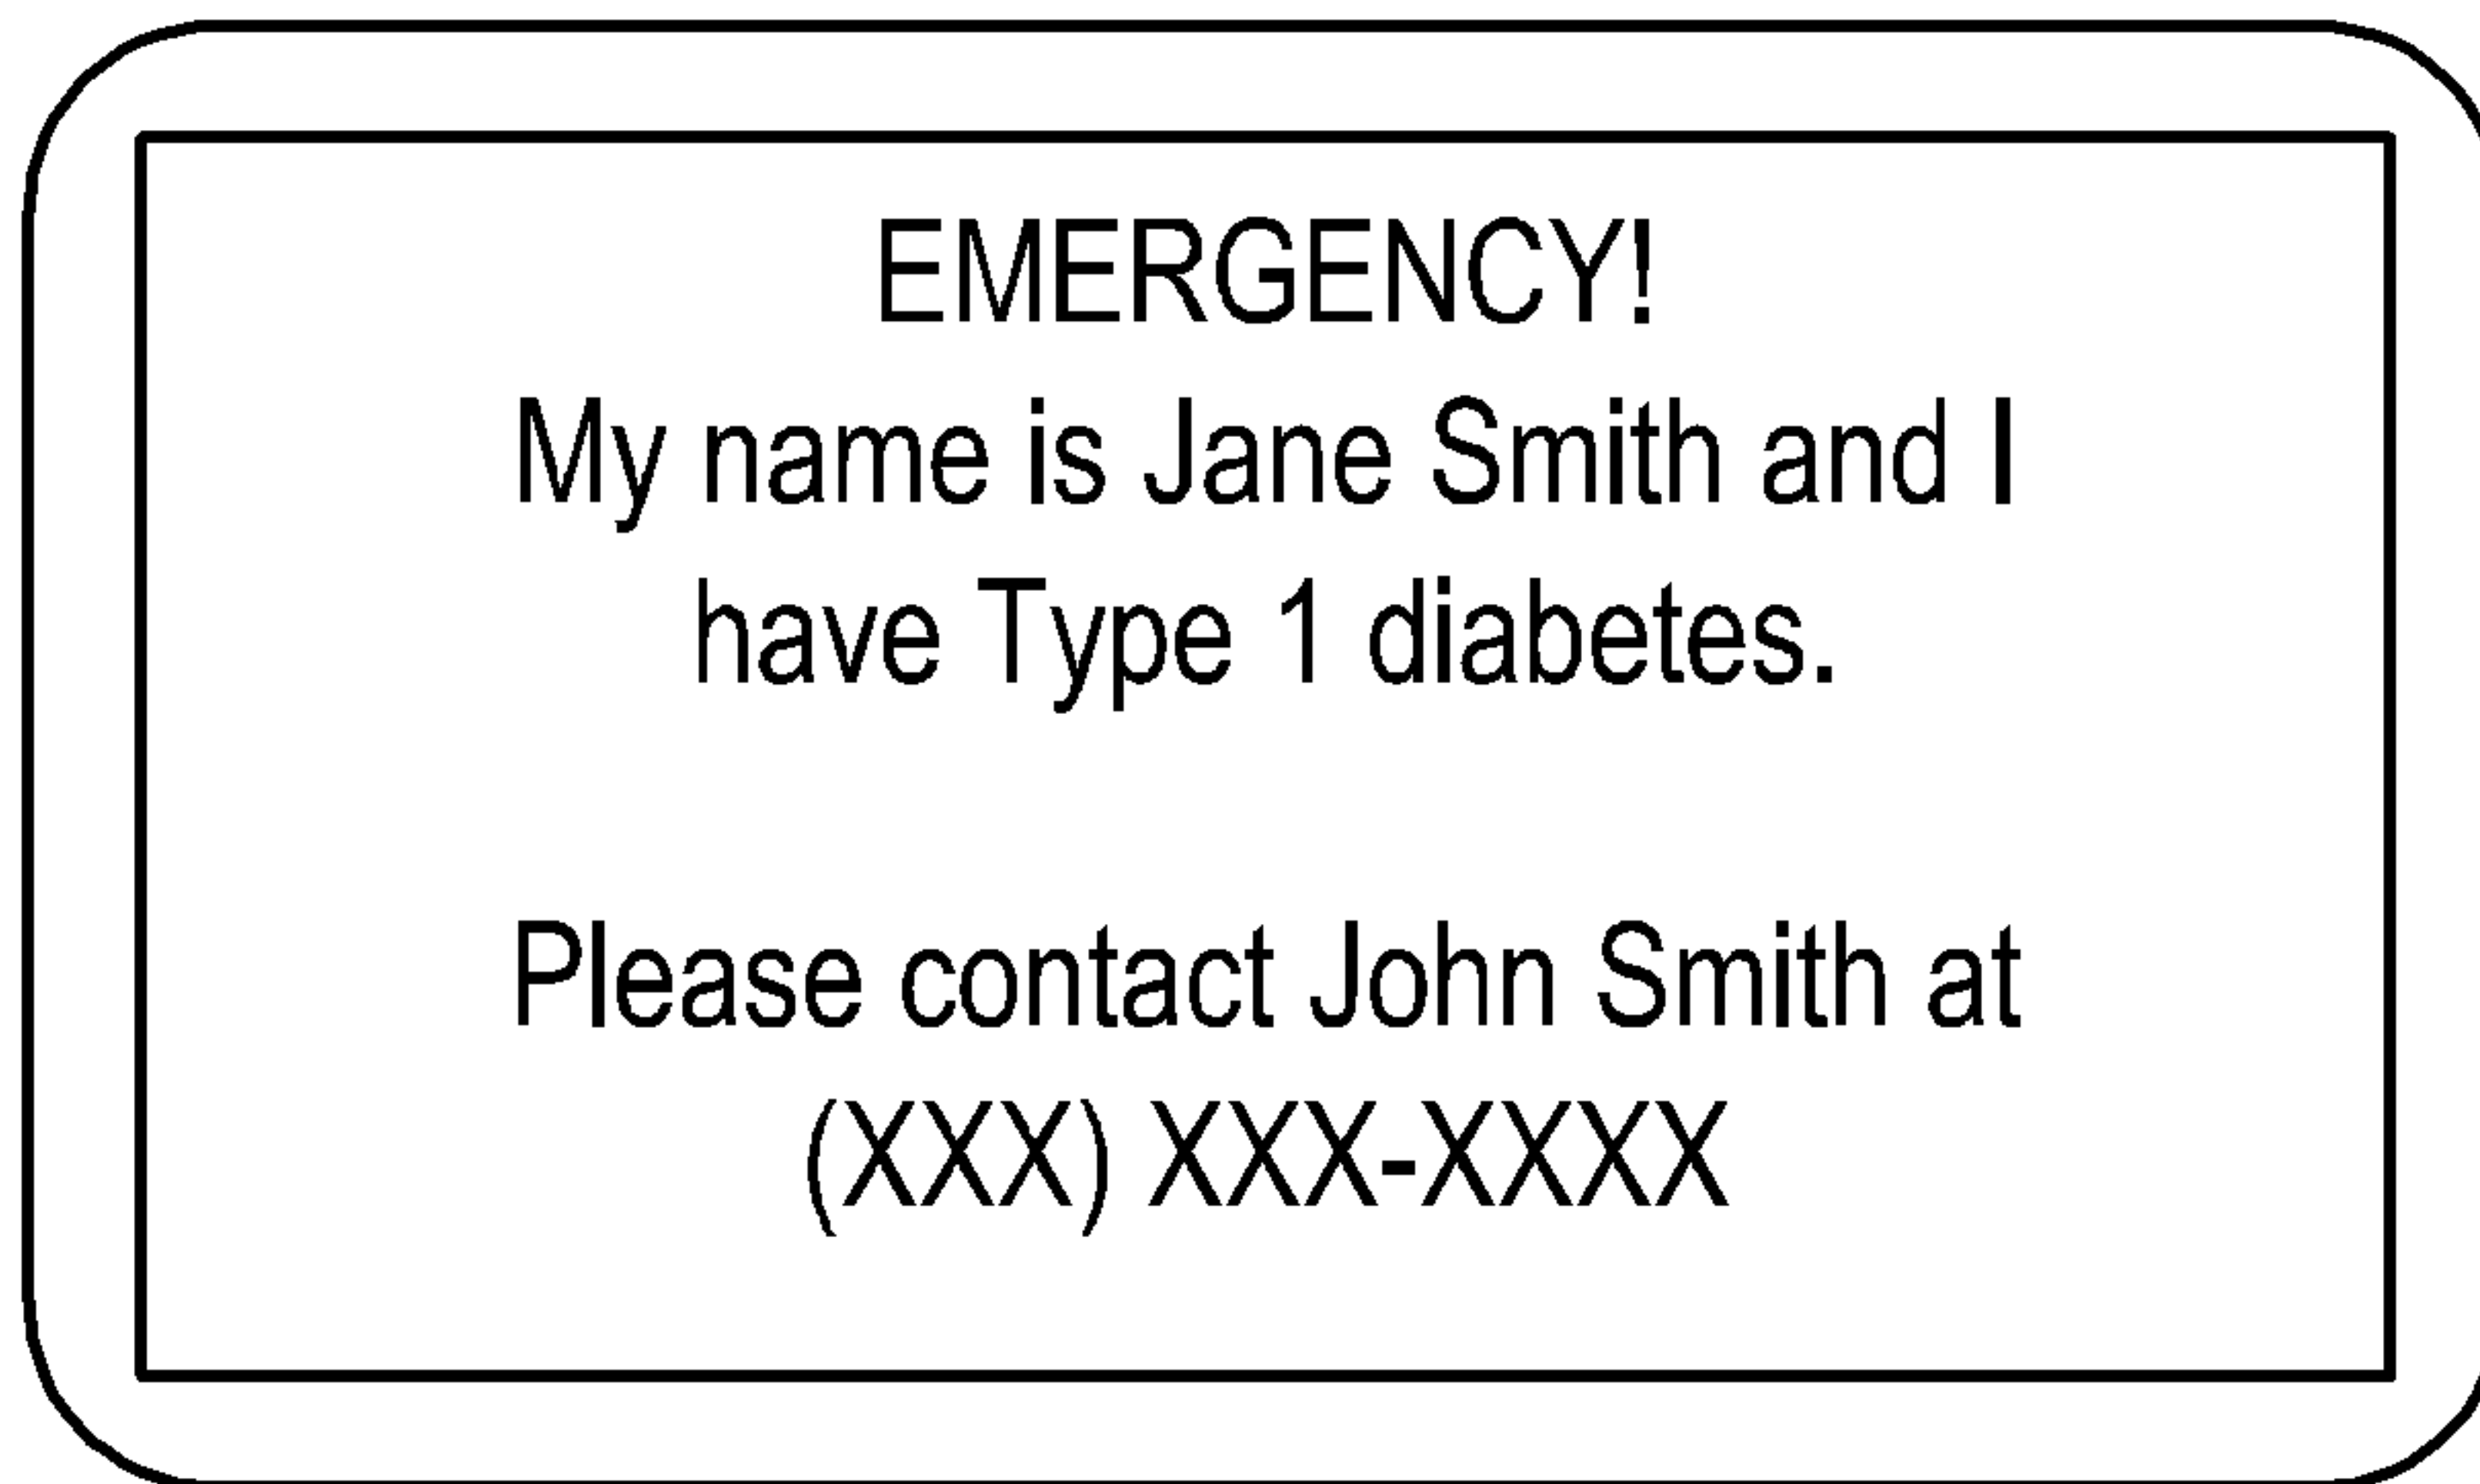 EMERGENCY!
My name is Jane Smith and I
have Type 1 diabetes.
Please contact John Smith at
(XXX) XXX-XXXX